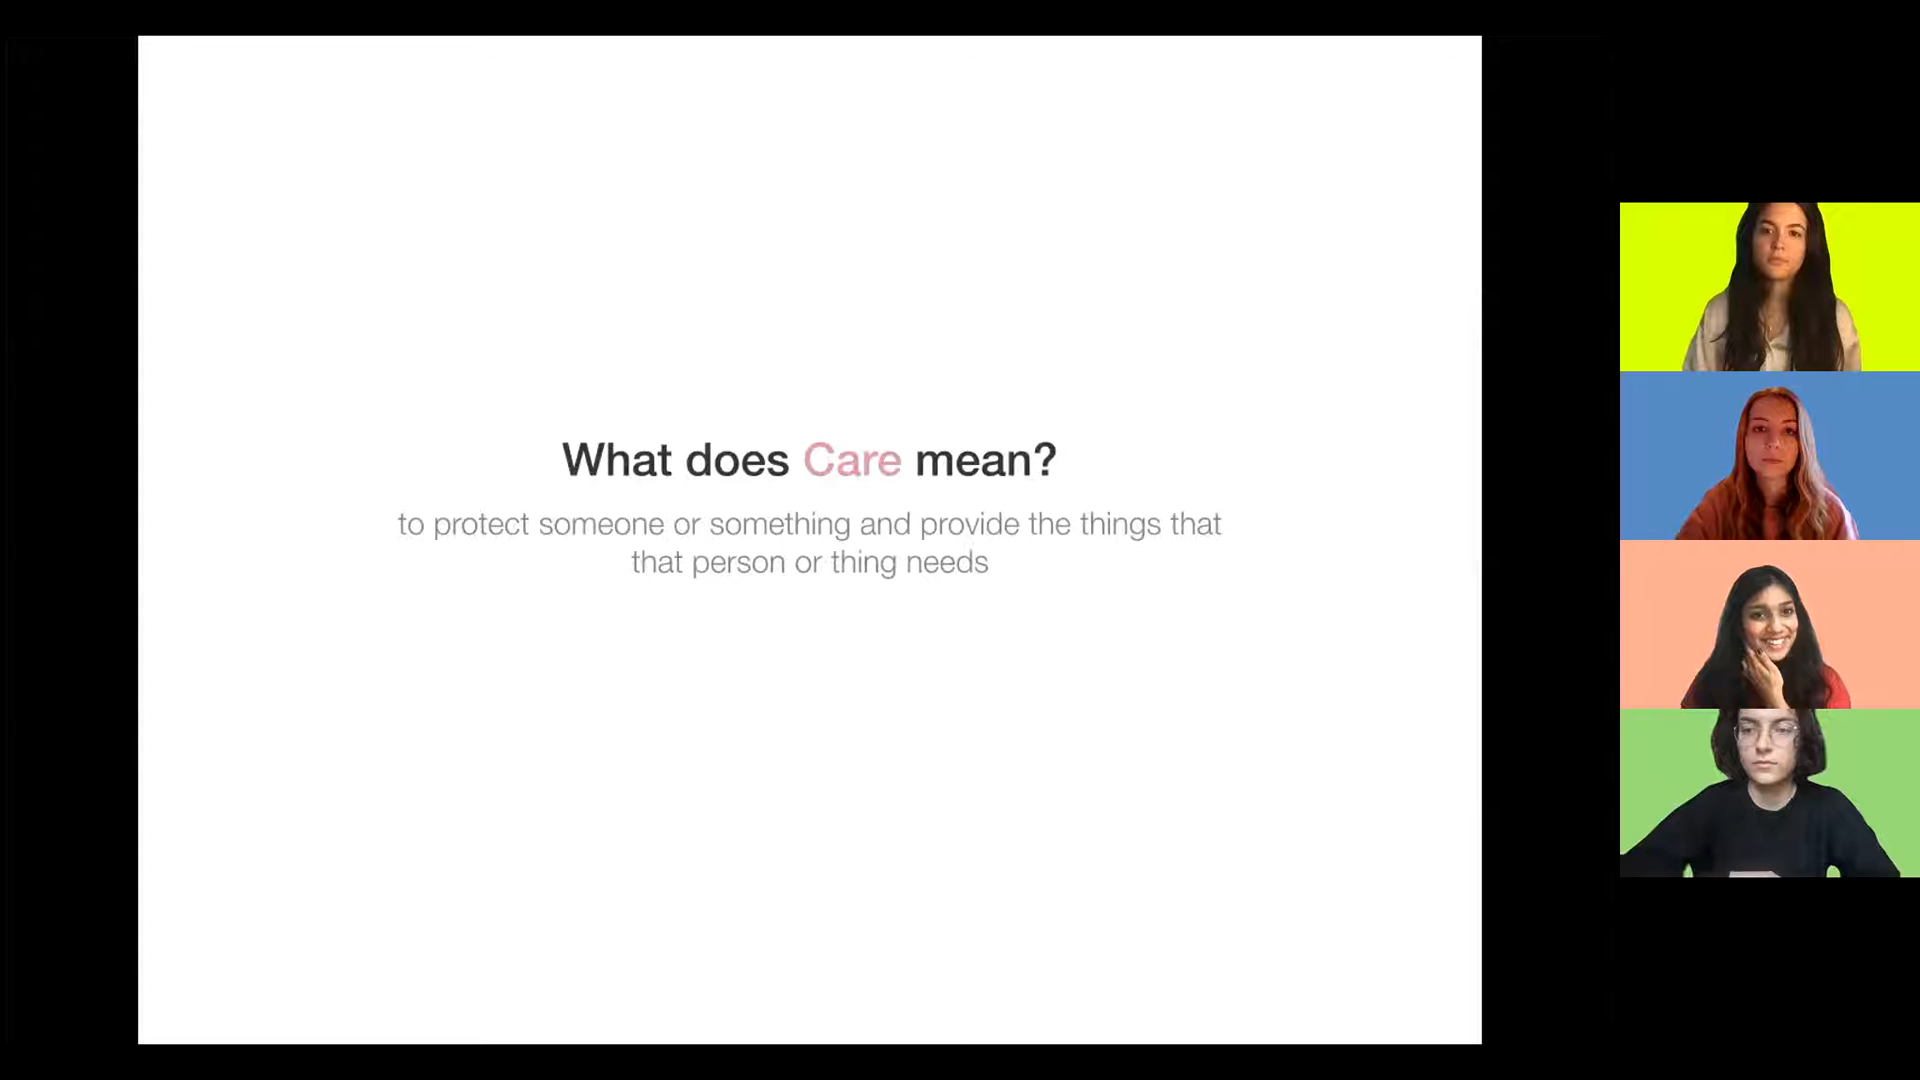 What does Care mean?
to protect someone or something and provide the things that
that person or thing needs